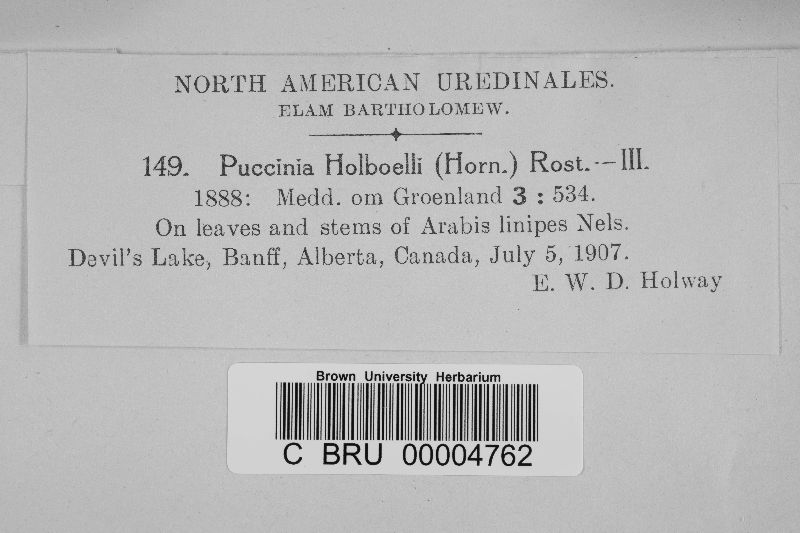 NORTH AMERICAN UREDINALES.
ELAM BARTHOLOMEW.
149. Puccinia Holboelli (Horn.) Rost.—III.
1888: Medd. om Groenland 3 : 534.
On leaves and stems of Arabis linipes Nels.
Devil's Lake, Banff, Alberta, Canada, July 5, 1907.
E. W. D. Holway
Brown University Herbarium
C BRU 00004762